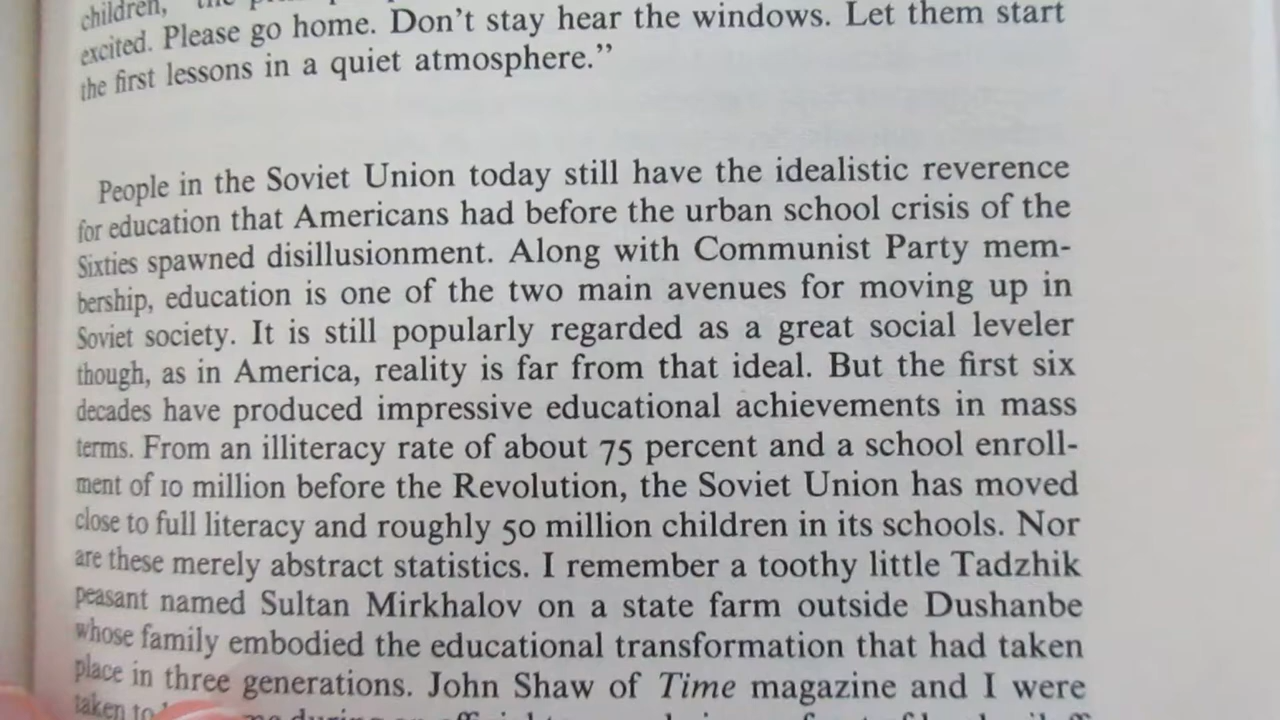 children, the
excited. Please go home. Don't stay hear the windows. Let them start
the first lessons in a quiet atmosphere."
People in the Soviet Union today still have the idealistic reverence
for education that Americans had before the urban school crisis of the
Sixties spawned disillusionment. Along with Communist Party mem-
bership, education is one of the two main avenues for moving up in
Soviet society. It is still popularly regarded as a great social leveler
though, as in America, reality is far from that ideal. But the first six
decades have produced impressive educational achievements in mass
terms. From an illiteracy rate of about 75 percent and a school enroll-
ment of 10 million before the Revolution, the Soviet Union has moved
close to full literacy and roughly 50 million children in its schools. Nor
are these merely abstract statistics. I remember a toothy little Tadzhik
peasant named Sultan Mirkhalov on a state farm outside Dushanbe
whose family embodied the educational transformation that had taken
place in three generations. John Shaw of Time magazine and I were
taken to during